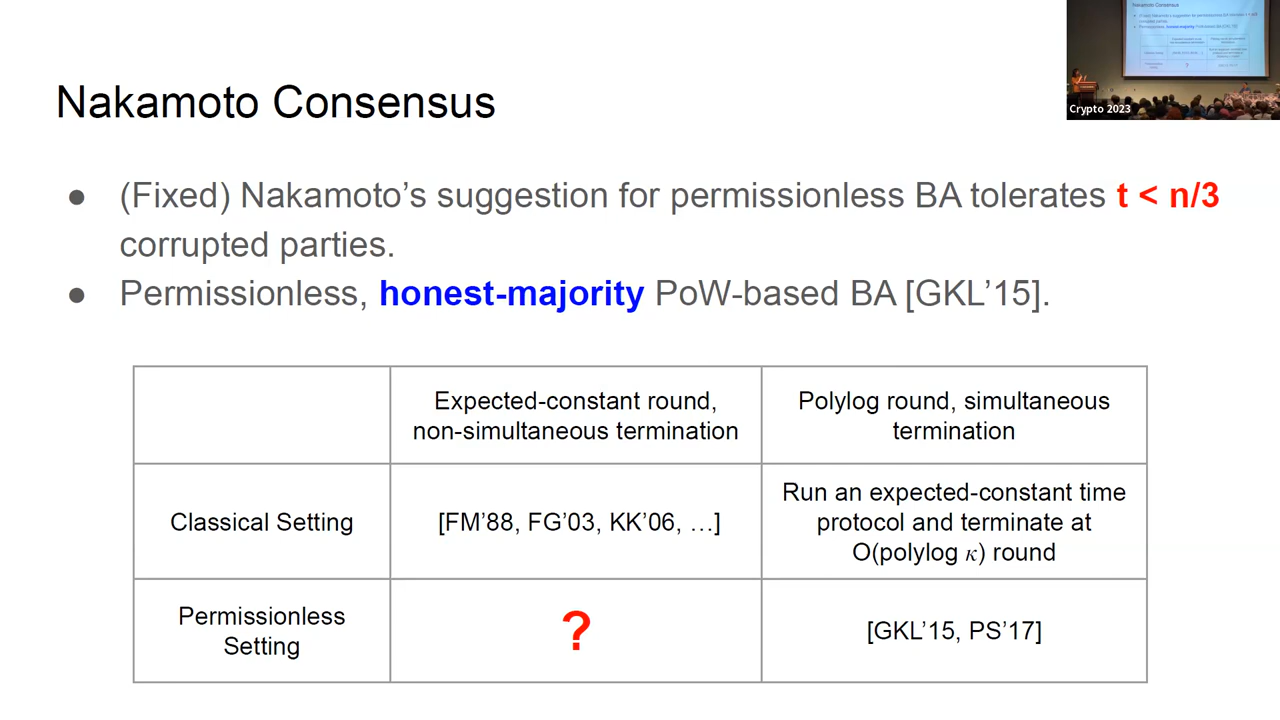 Nakamoto Consensus
Crypto 2023
● (Fixed) Nakamoto’s suggestion for permissionless BA tolerates t < n/3
corrupted parties.
● Permissionless, honest-majority PoW-based BA [GKL’15].
Expected-constant round,
non-simultaneous termination
Polylog round, simultaneous
termination
Classical Setting
[FM’88, FG’03, KK’06, …]
Run an expected-constant time
protocol and terminate at
O(polylog κ) round
Permissionless
Setting
?
[GKL’15, PS’17]